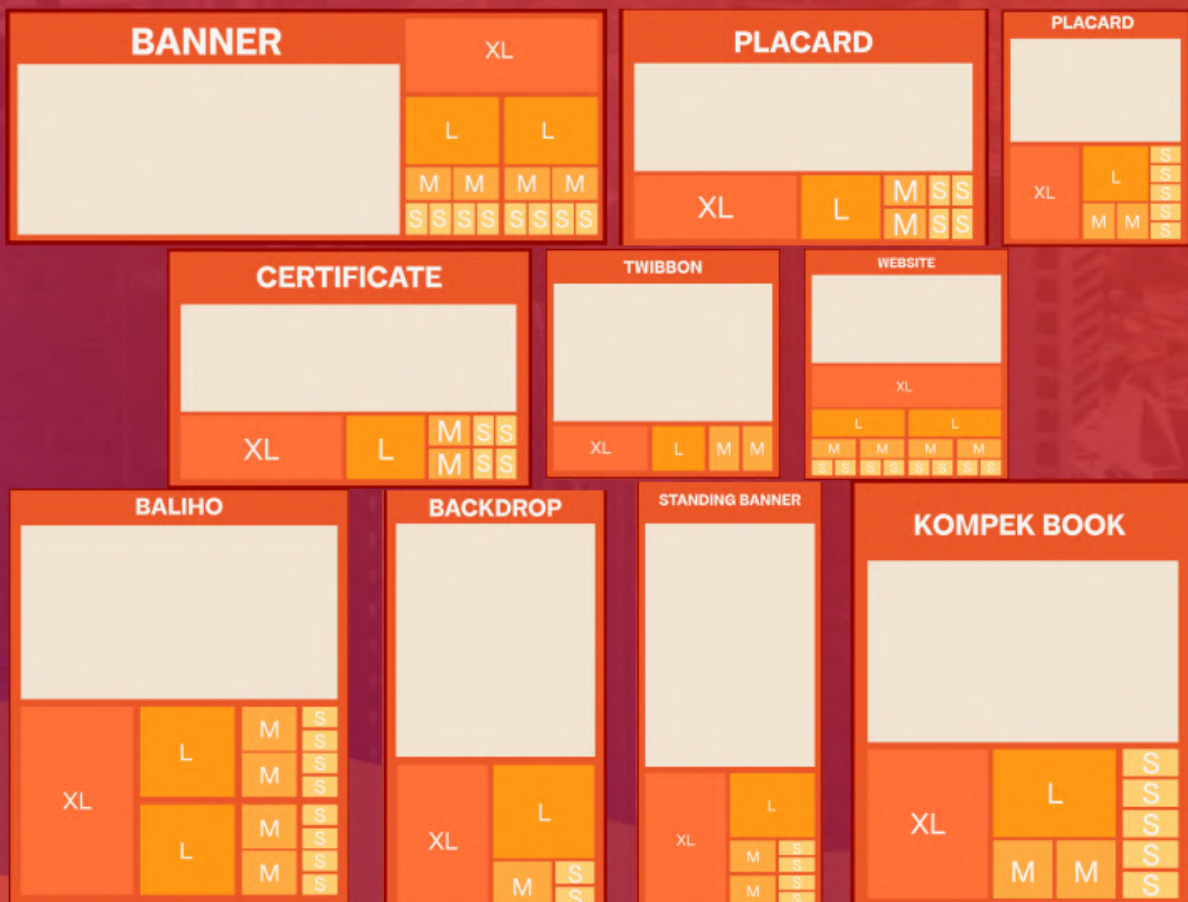 BANNER
XL
L L
M M M M
S S S S S S S S
PLACARD
XL L M S S
M S S
PLACARD
XL L S
S
S
M M S
S
CERTIFICATE
XL L M S S
M S S
TWIBBON
XL L M M
WEBSITE
XL
L L
M M M M
S S S S S S S S
BALIHO
XL L M S
S
M S
S
L M S
S
M S
S
BACKDROP
XL L
M S
S
STANDING BANNER
XL L
M S
S
M S
S
KOMPEK BOOK
XL L S
S
S
M M S
S
S